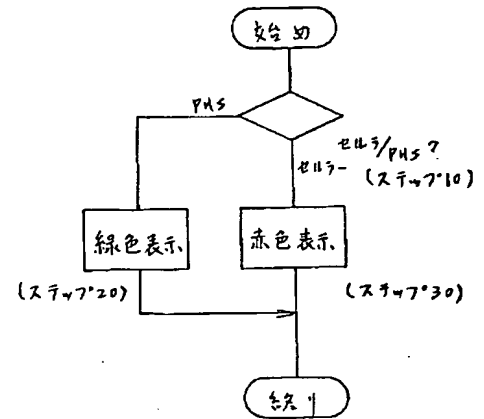 始め
PHS
セルラ/PHS?
セルラー
(ステップ10)
緑色表示
赤色表示
(ステップ20)
(ステップ30)
終り